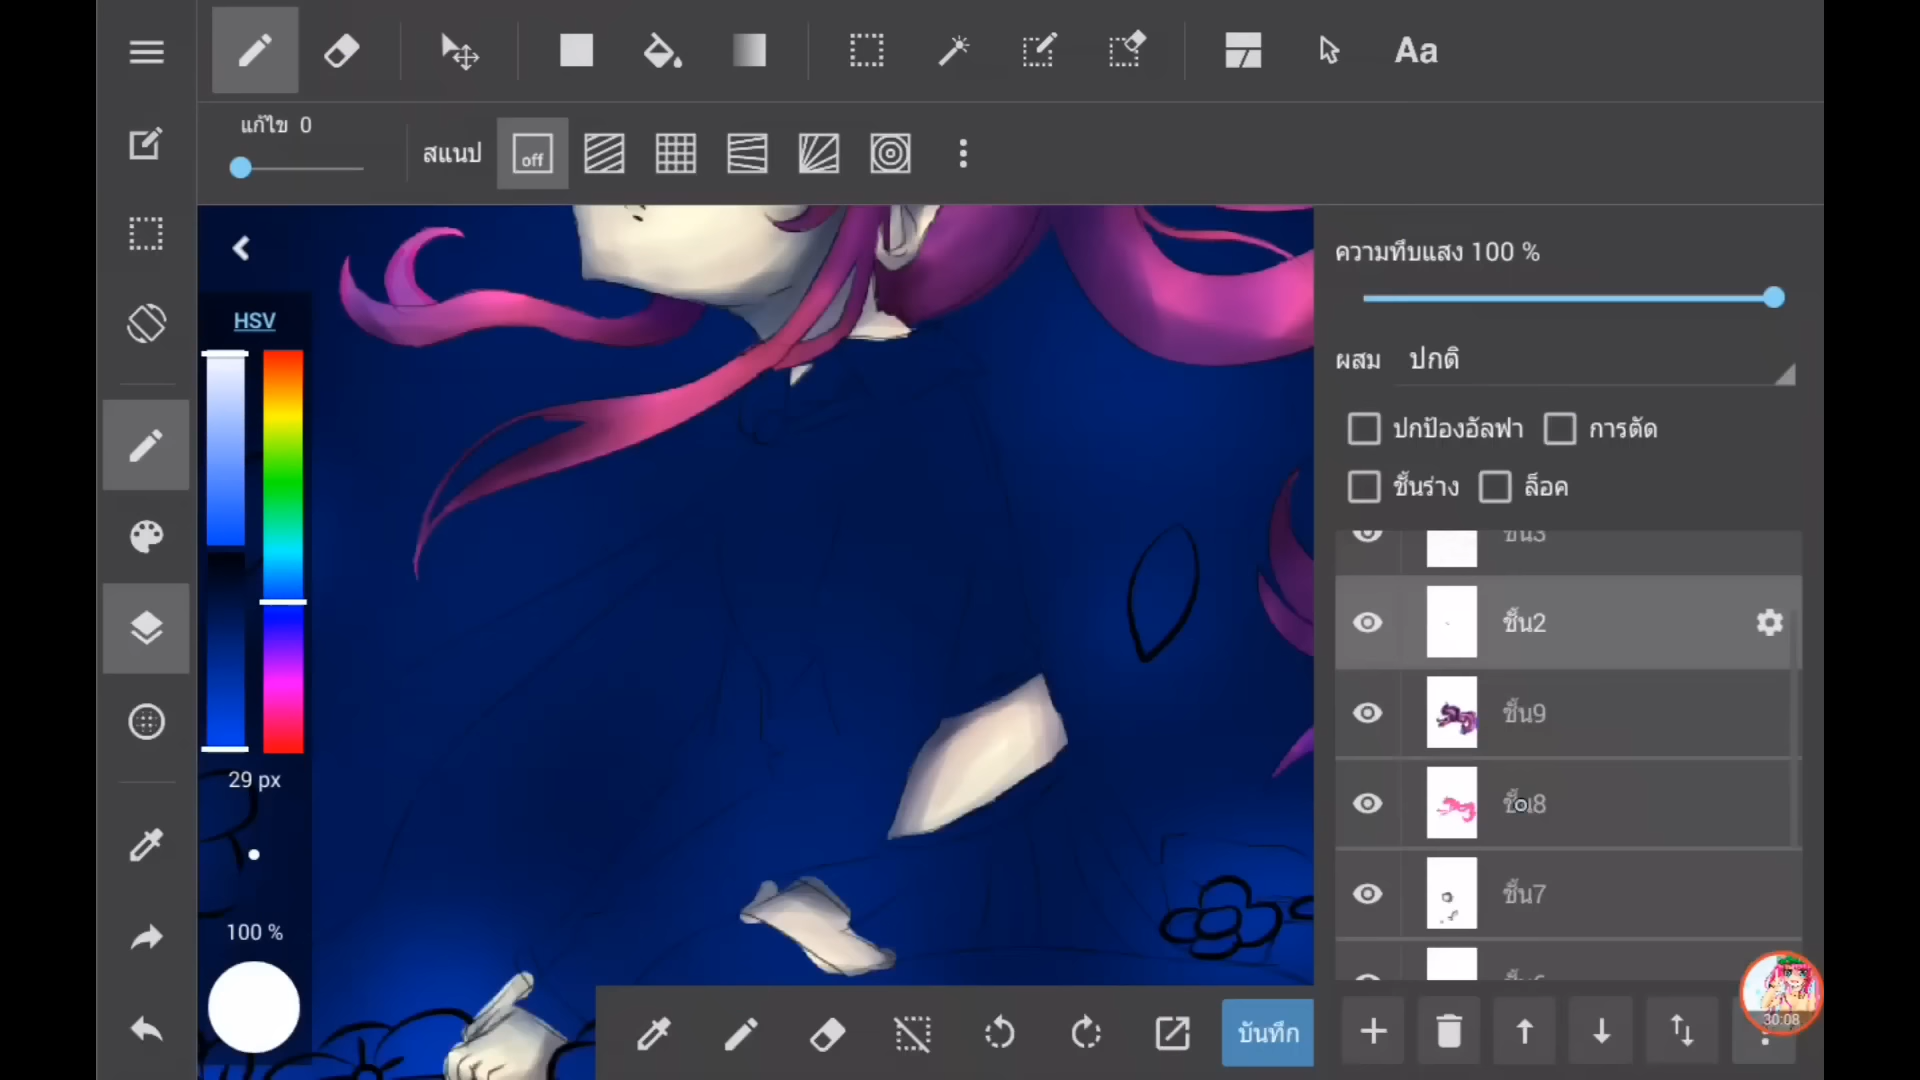 Aa
แก้ไข 0
สแนป
off
HSV
ความทึบแสง 100 %
ผสม ปกติ
ปกป้องอัลฟา การตัด
ชั้นร่าง ล็อค
ชั้น3
ชั้น2
ชั้น9
ชั้น8
ชั้น7
29 px
100 %
บันทึก
30:08